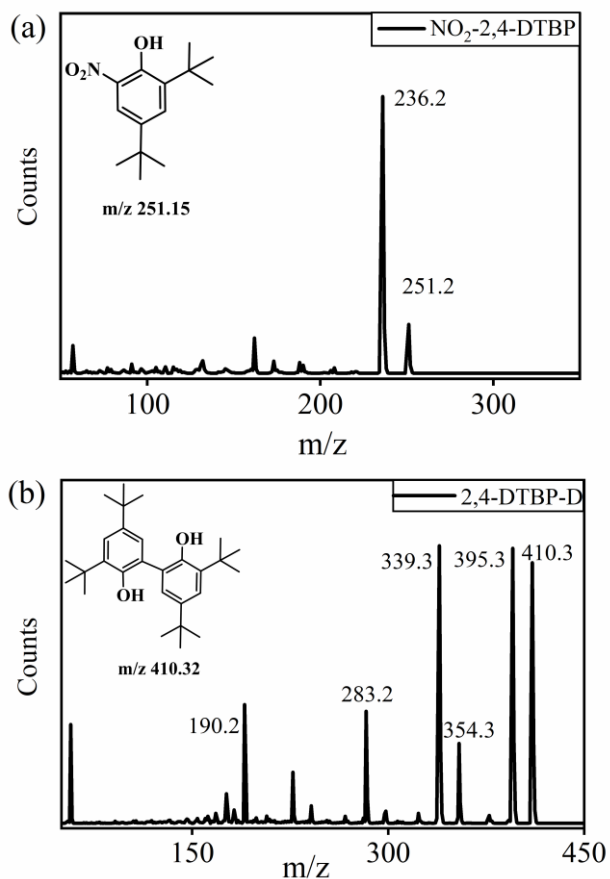 (a)
NO₂-2,4-DTBP
OH
O₂N
m/z 251.15
236.2
251.2
Counts
100
200
300
m/z
(b)
2,4-DTBP-D
OH
OH
m/z 410.32
339.3
395.3
410.3
190.2
283.2
354.3
Counts
150
300
450
m/z